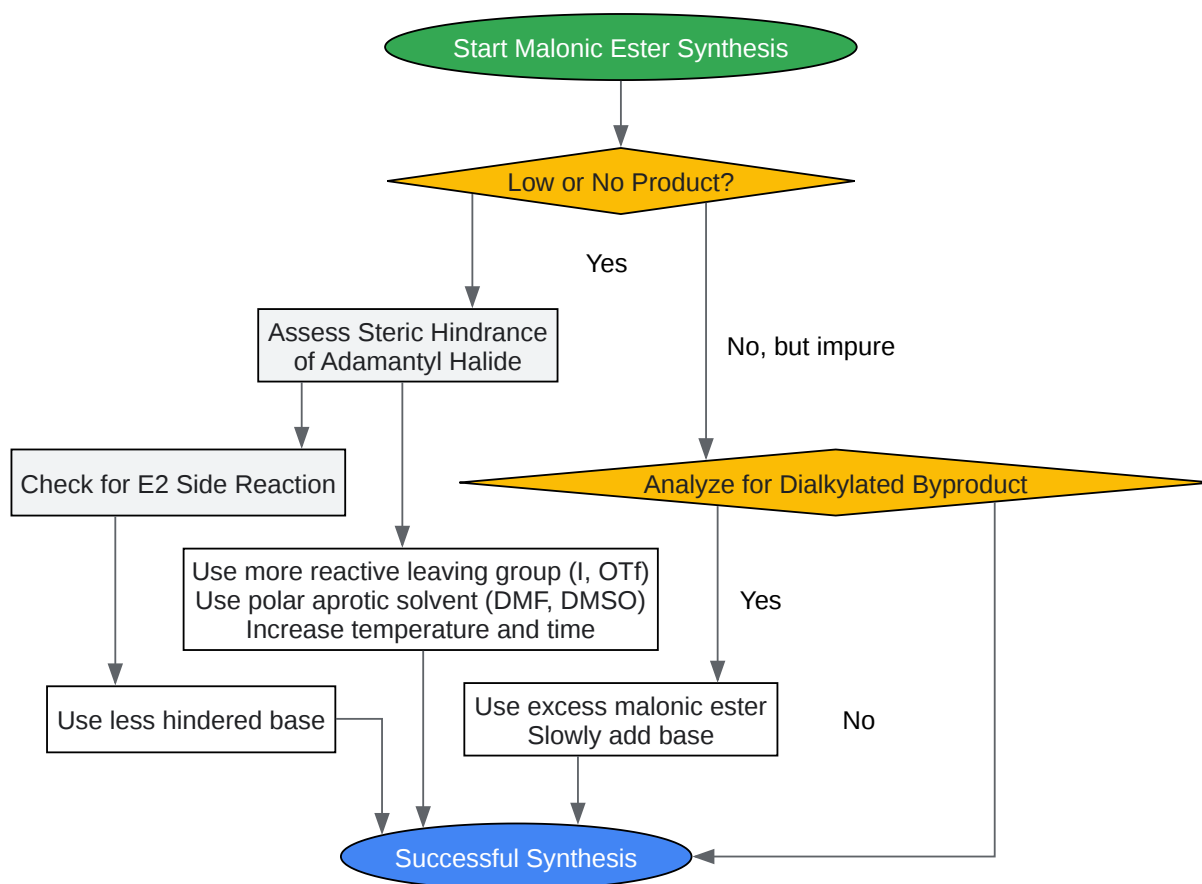 Start Malonic Ester Synthesis
Low or No Product?
Yes
No, but impure
Assess Steric Hindrance
of Adamantyl Halide
Check for E2 Side Reaction
Analyze for Dialkylated Byproduct
Use more reactive leaving group (I, OTf)
Use polar aprotic solvent (DMF, DMSO)
Increase temperature and time
Yes
No
Use less hindered base
Use excess malonic ester
Slowly add base
Successful Synthesis